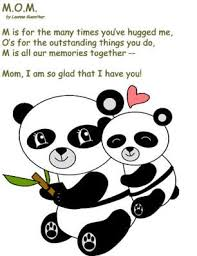 M.O.M.
by Leanne Guenther
M is for the many times you've hugged me,
O's for the outstanding things you do,
M is all our memories together --
Mom, I am so glad that I have you!